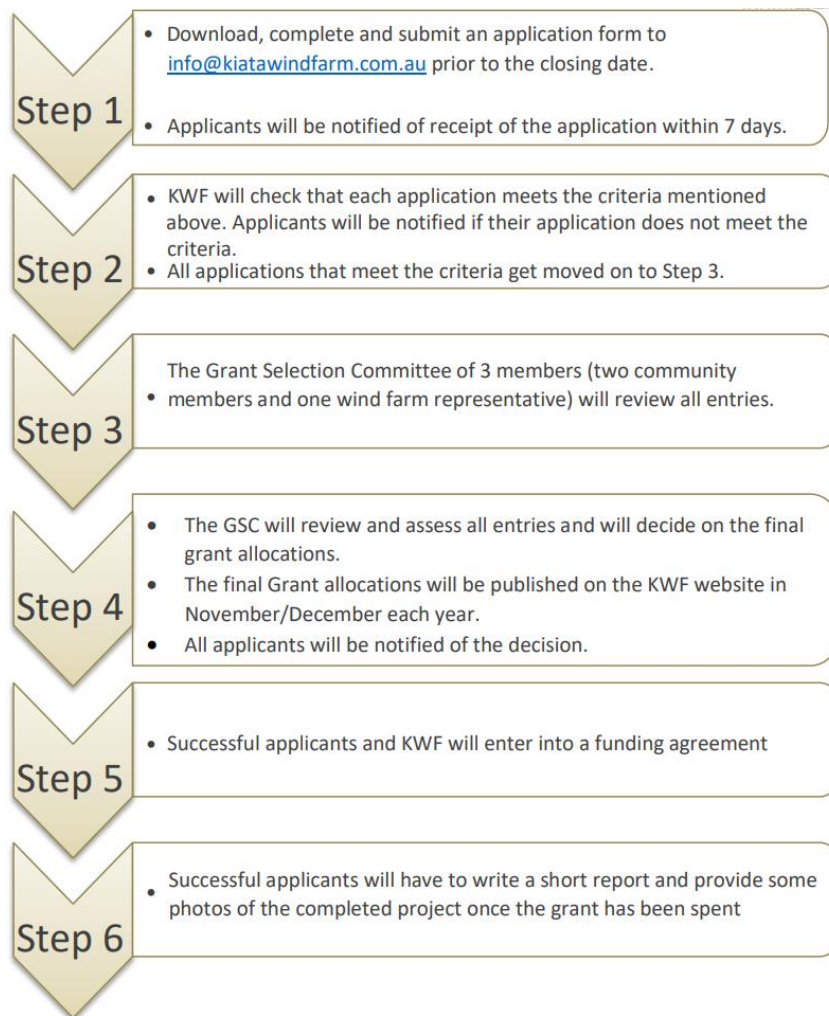 Step 1
• Download, complete and submit an application form to
info@kiatawindfarm.com.au prior to the closing date.
• Applicants will be notified of receipt of the application within 7 days.
Step 2
• KWF will check that each application meets the criteria mentioned
above. Applicants will be notified if their application does not meet the
criteria.
• All applications that meet the criteria get moved on to Step 3.
Step 3
The Grant Selection Committee of 3 members (two community
• members and one wind farm representative) will review all entries.
Step 4
• The GSC will review and assess all entries and will decide on the final
grant allocations.
• The final Grant allocations will be published on the KWF website in
November/December each year.
• All applicants will be notified of the decision.
Step 5
• Successful applicants and KWF will enter into a funding agreement
Step 6
• Successful applicants will have to write a short report and provide some
photos of the completed project once the grant has been spent